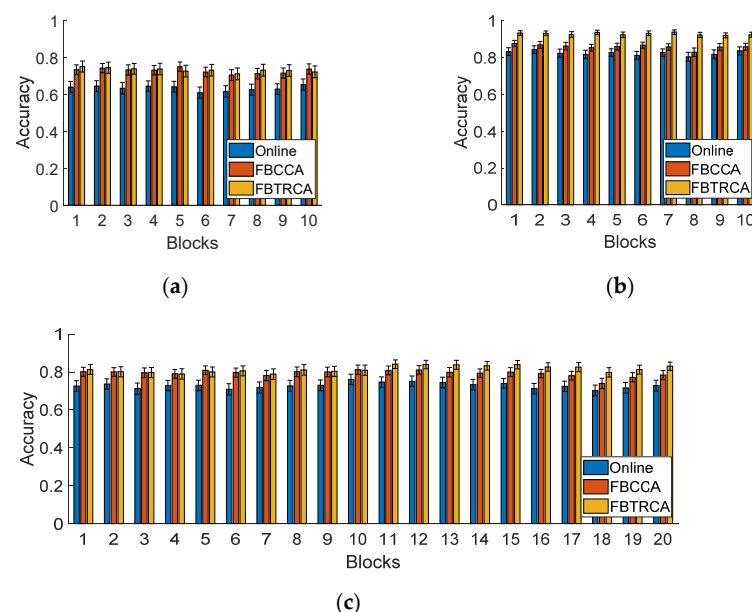 1
0.8
0.6
0.4
0.2
0
Accuracy
Online
FBCCA
FBTRCA
1 2 3 4 5 6 7 8 9 10
Blocks
(a)
1
0.8
0.6
0.4
0.2
0
Accuracy
Online
FBCCA
FBTRCA
1 2 3 4 5 6 7 8 9 10
Blocks
(b)
1
0.8
0.6
0.4
0.2
0
Accuracy
Online
FBCCA
FBTRCA
1 2 3 4 5 6 7 8 9 10 11 12 13 14 15 16 17 18 19 20
Blocks
(c)